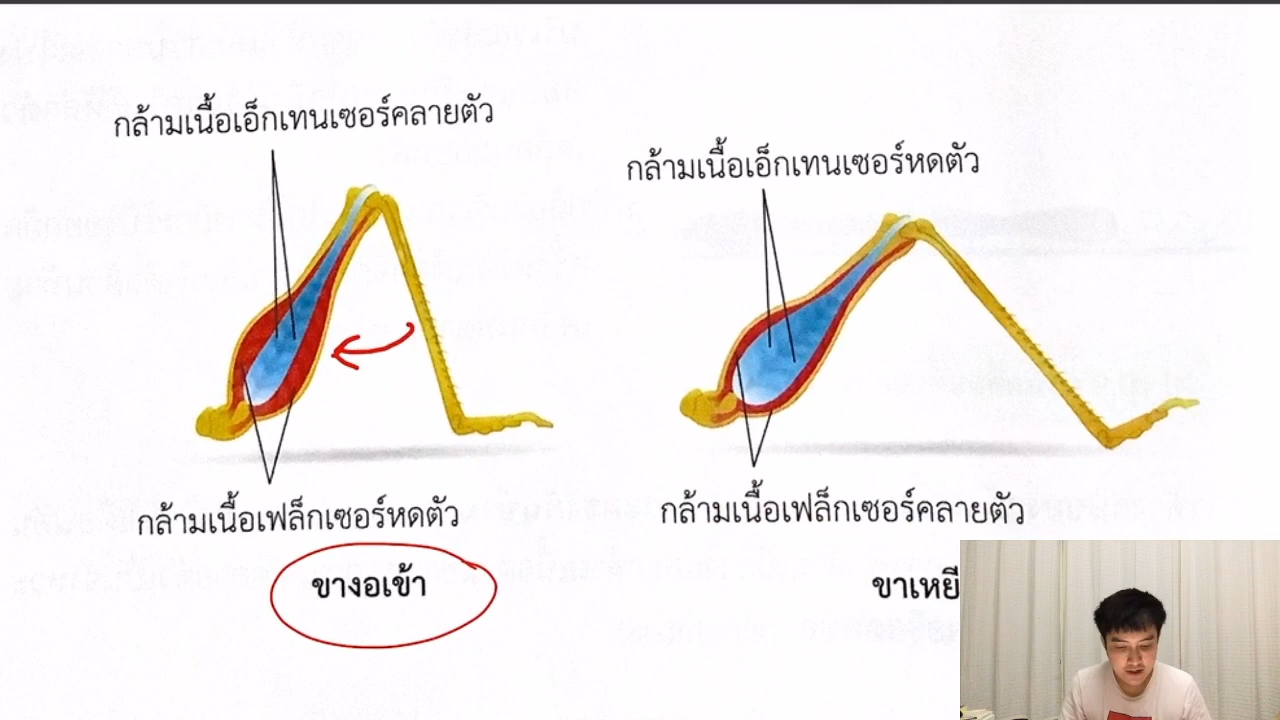 กล้ามเนื้อเอ็กเทนเซอร์คลายตัว
กล้ามเนื้อเอ็กเทนเซอร์หดตัว
กล้ามเนื้อเฟล็กเซอร์หดตัว
กล้ามเนื้อเฟล็กเซอร์คลายตัว
ขางอเข้า
ขาเหยี